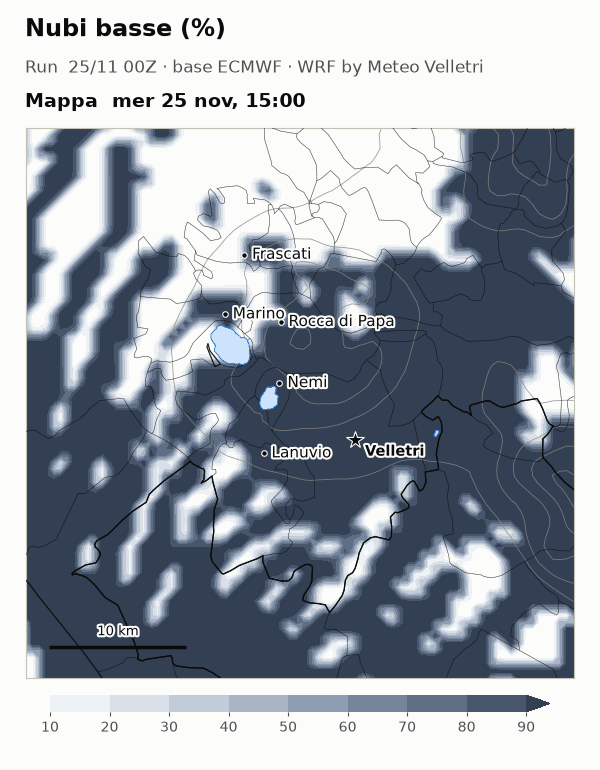 Nubi basse (%)
Run  25/11 00Z · base ECMWF · WRF by Meteo Velletri
Mappa  mer 25 nov, 15:00
Frascati
Marino
Rocca di Papa
Nemi
Velletri
Lanuvio
10 km
10 20 30 40 50 60 70 80 90